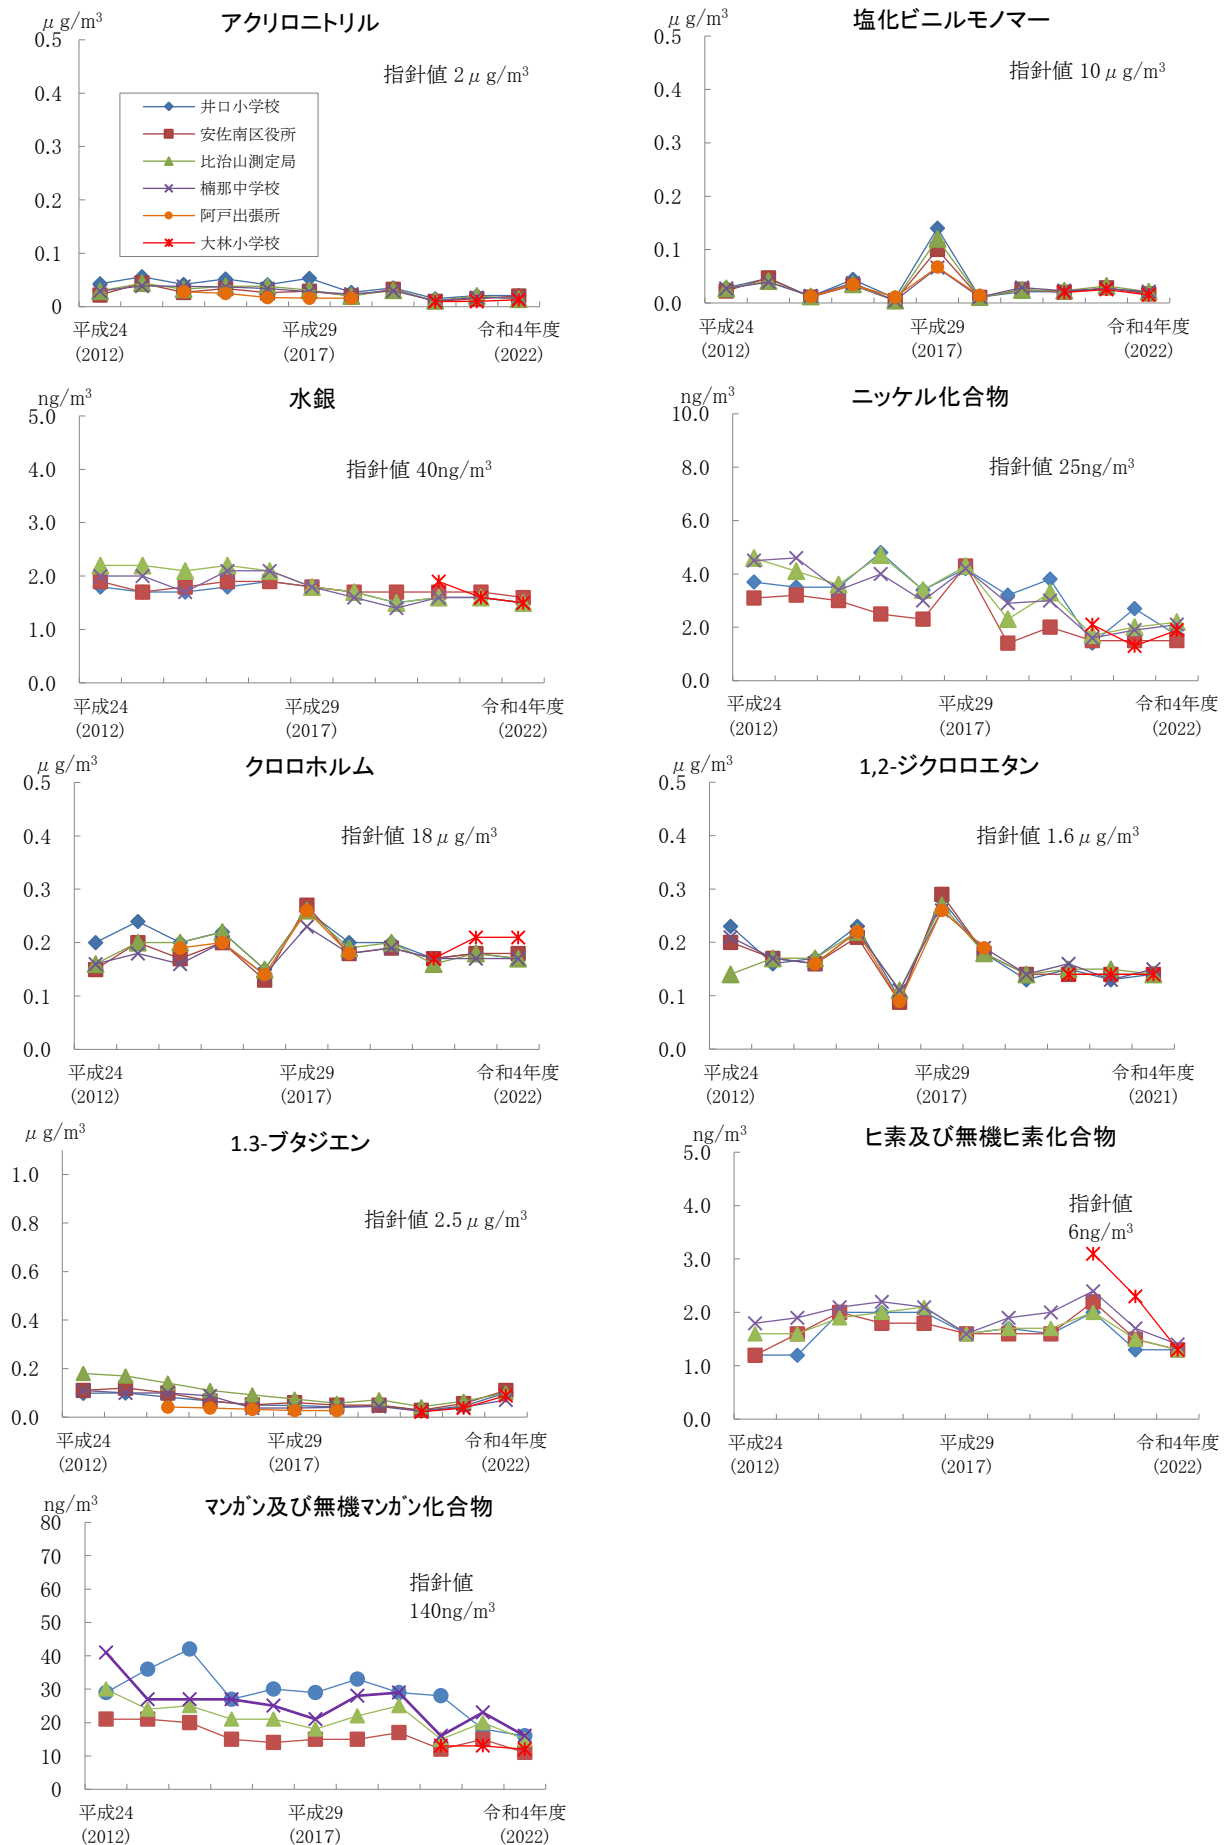 アクリロニトリル
μg/m³
0.5
0.4
0.3
0.2
0.1
0
指針値 2μg/m³
井口小学校
安佐南区役所
比治山測定局
楠那中学校
阿戸出張所
大林小学校
平成24
(2012)
平成29
(2017)
令和4年度
(2022)
塩化ビニルモノマー
μg/m³
0.5
0.4
0.3
0.2
0.1
0.0
指針値 10μg/m³
平成24
(2012)
平成29
(2017)
令和4年度
(2022)
水銀
ng/m³
5.0
4.0
3.0
2.0
1.0
0.0
指針値 40ng/m³
平成24
(2012)
平成29
(2017)
令和4年度
(2022)
ニッケル化合物
ng/m³
10.0
8.0
6.0
4.0
2.0
0.0
指針値 25ng/m³
平成24
(2012)
平成29
(2017)
令和4年度
(2022)
クロロホルム
μg/m³
0.5
0.4
0.3
0.2
0.1
0.0
指針値 18μg/m³
平成24
(2012)
平成29
(2017)
令和4年度
(2022)
1,2-ジクロロエタン
μg/m³
0.5
0.4
0.3
0.2
0.1
0.0
指針値 1.6μg/m³
平成24
(2012)
平成29
(2017)
令和4年度
(2021)
1.3-ブタジエン
μg/m³
1.0
0.8
0.6
0.4
0.2
0.0
指針値 2.5μg/m³
平成24
(2012)
平成29
(2017)
令和4年度
(2022)
ヒ素及び無機ヒ素化合物
ng/m³
5.0
4.0
3.0
2.0
1.0
0.0
指針値
6ng/m³
平成24
(2012)
平成29
(2017)
令和4年度
(2022)
マンガン及び無機マンガン化合物
ng/m³
80
70
60
50
40
30
20
10
0
指針値
140ng/m³
平成24
(2012)
平成29
(2017)
令和4年度
(2022)